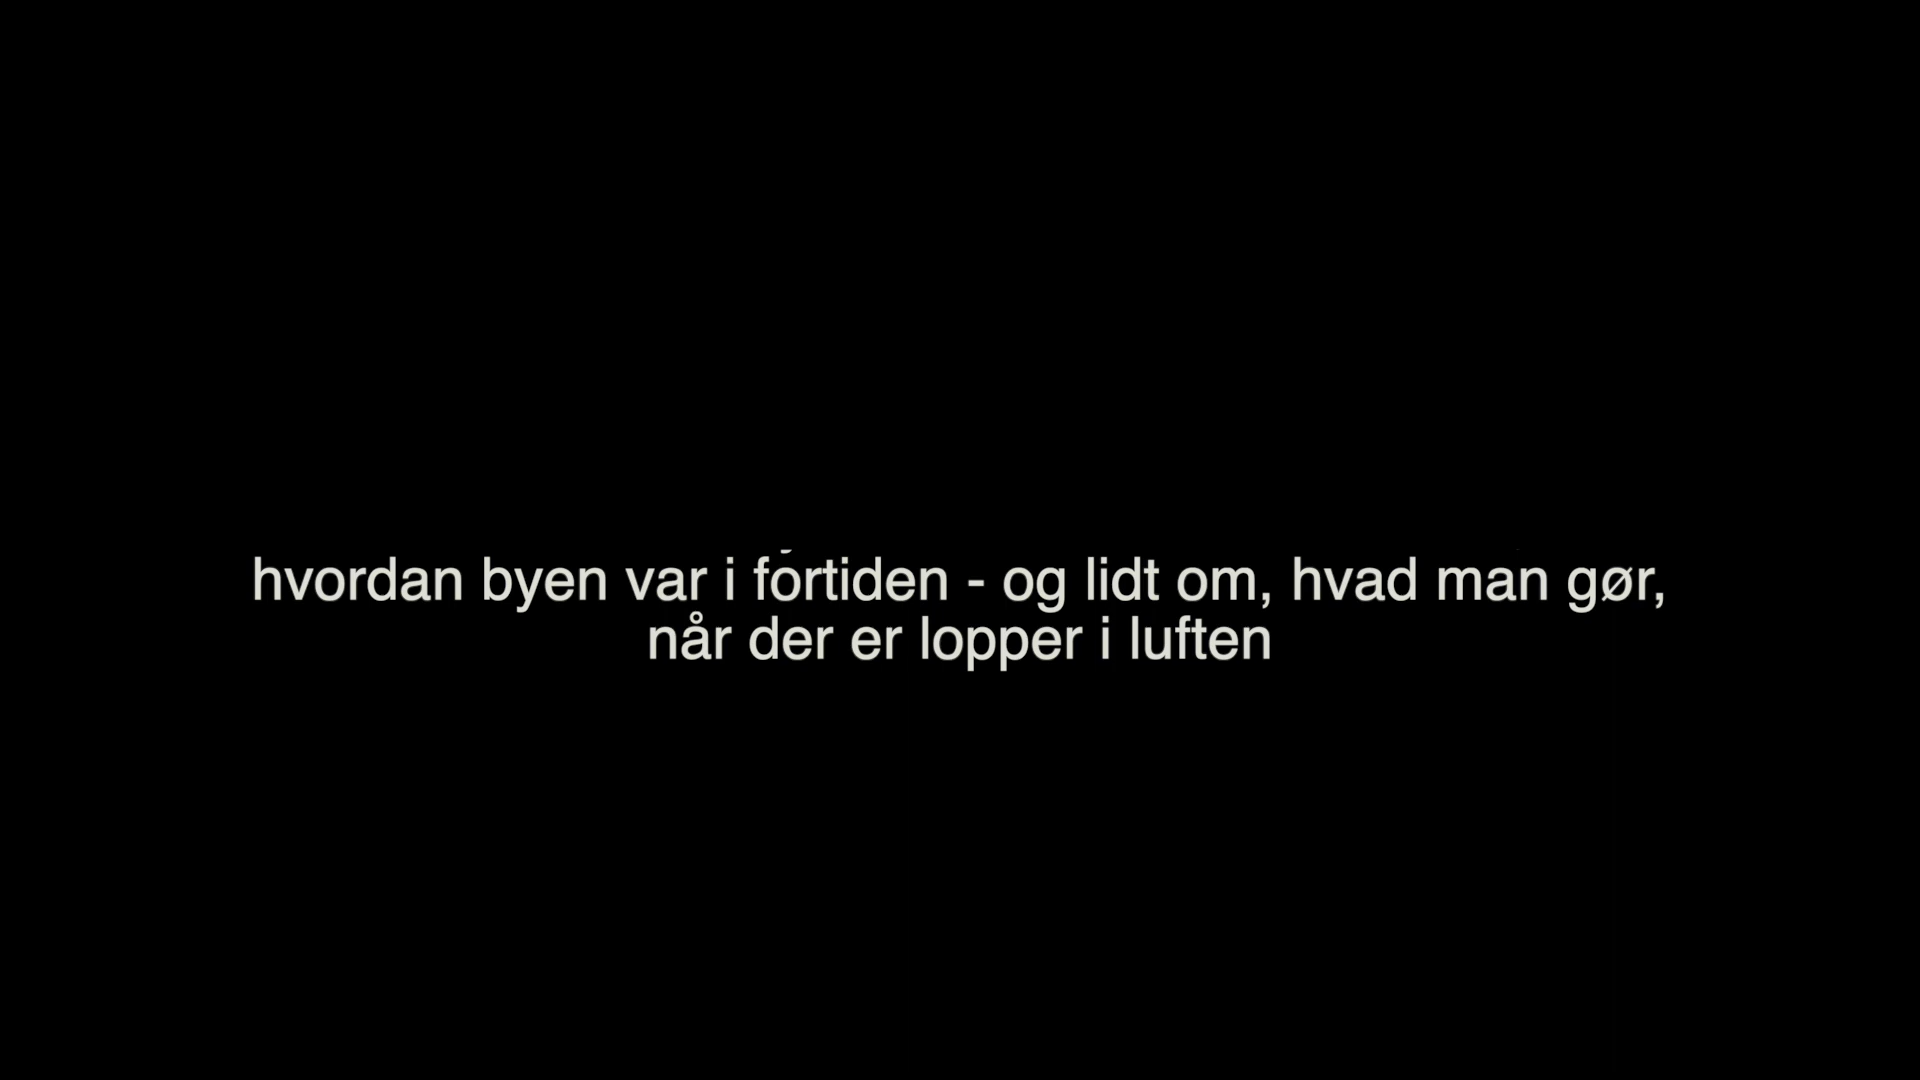 hvordan byen var i fortiden - og lidt om, hvad man gør,
når der er lopper i luften